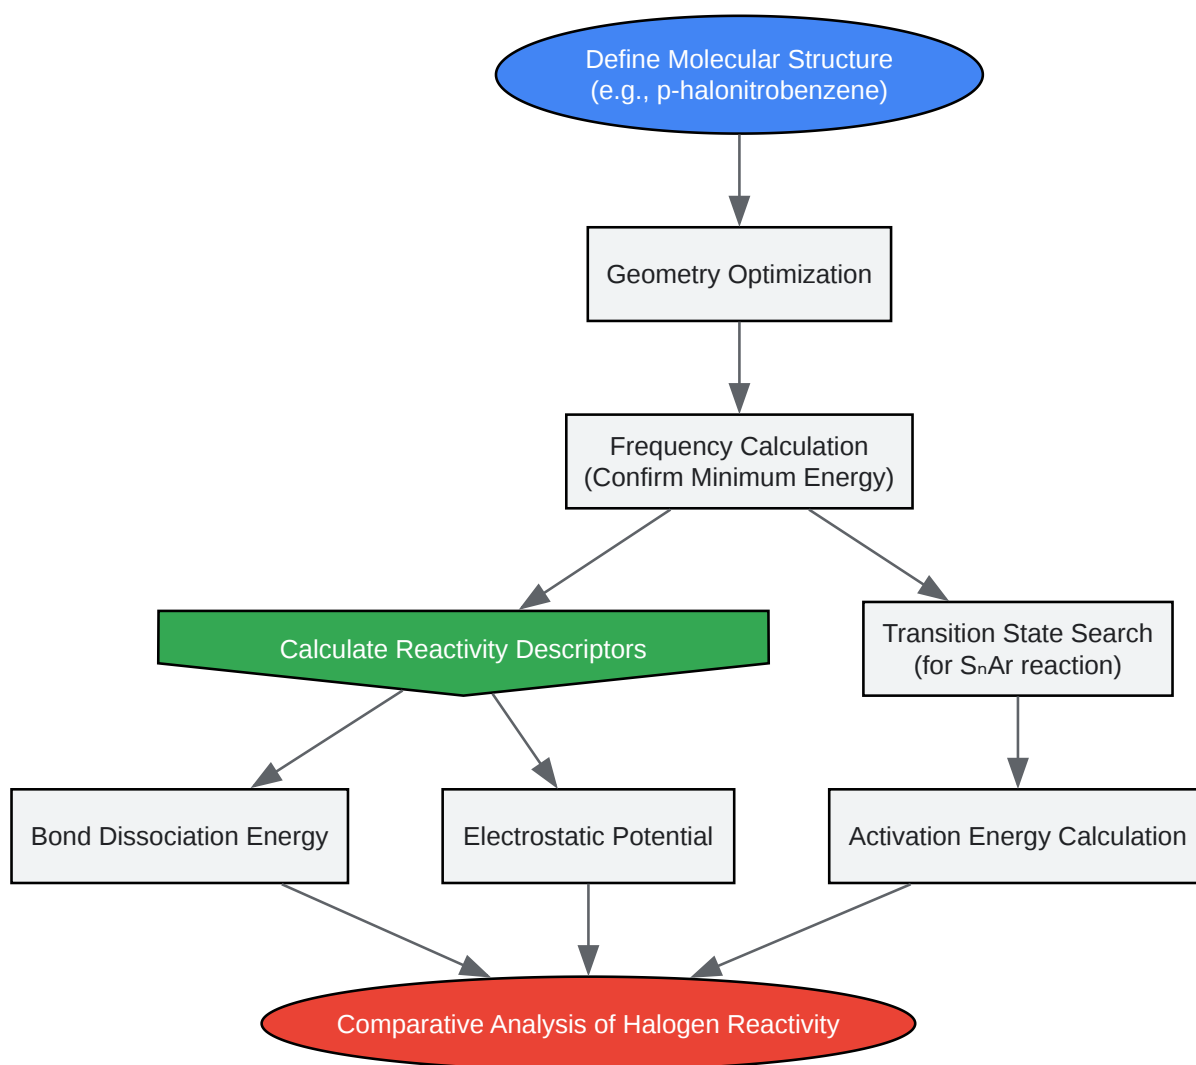 Define Molecular Structure
(e.g., p-halonitrobenzene)
Geometry Optimization
Frequency Calculation
(Confirm Minimum Energy)
Calculate Reactivity Descriptors
Transition State Search
(for SₙAr reaction)
Bond Dissociation Energy
Electrostatic Potential
Activation Energy Calculation
Comparative Analysis of Halogen Reactivity